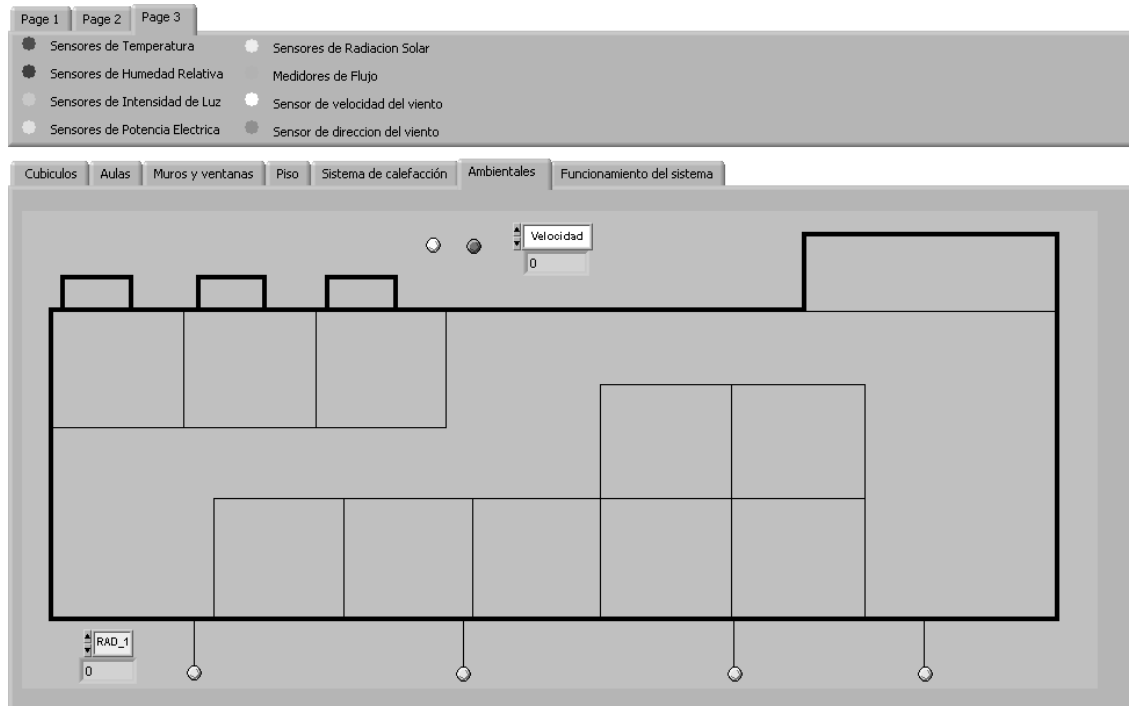 Page 1 Page 2 Page 3
Sensores de Temperatura Sensores de Radiacion Solar
Sensores de Humedad Relativa Medidores de Flujo
Sensores de Intensidad de Luz Sensor de velocidad del viento
Sensores de Potencia Electrica Sensor de direccion del viento
Cubiculos Aulas Muros y ventanas Piso Sistema de calefacción Ambientales Funcionamiento del sistema
Velocidad
0
RAD_1
0